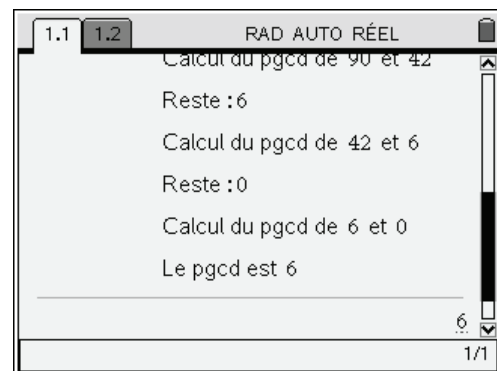 1.1 1.2 RAD AUTO RÉEL
Calcul du pgcd de 90 et 42
Reste :6
Calcul du pgcd de 42 et 6
Reste :0
Calcul du pgcd de 6 et 0
Le pgcd est 6
6
1/1